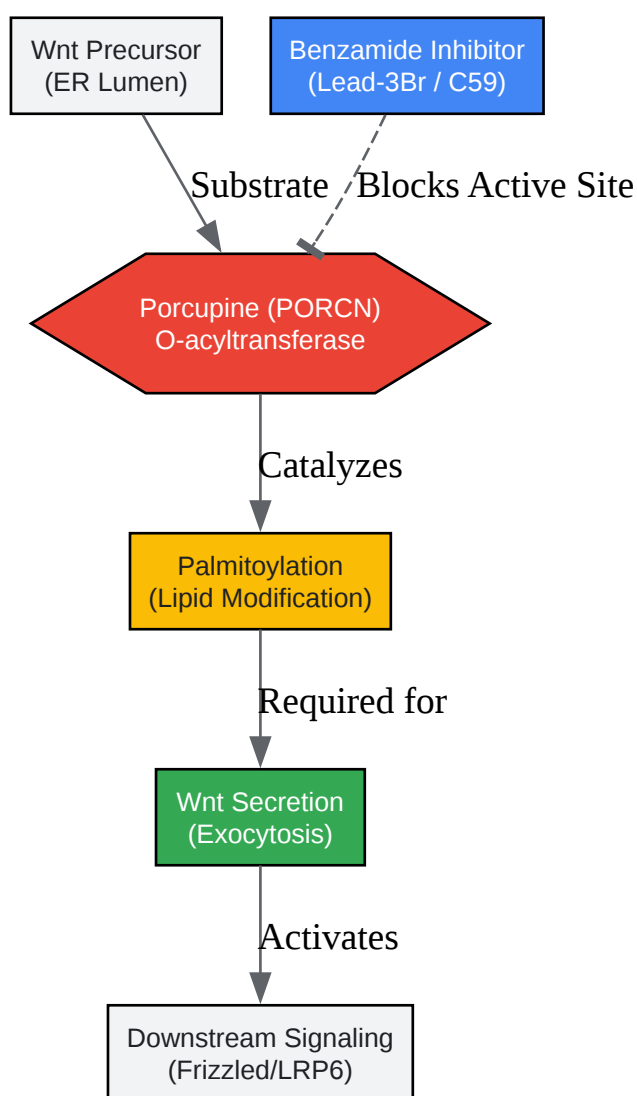 Wnt Precursor
(ER Lumen)
Benzamide Inhibitor
(Lead-3Br / C59)
Substrate
Blocks Active Site
Porcupine (PORCN)
O-acyltransferase
Catalyzes
Palmitoylation
(Lipid Modification)
Required for
Wnt Secretion
(Exocytosis)
Activates
Downstream Signaling
(Frizzled/LRP6)